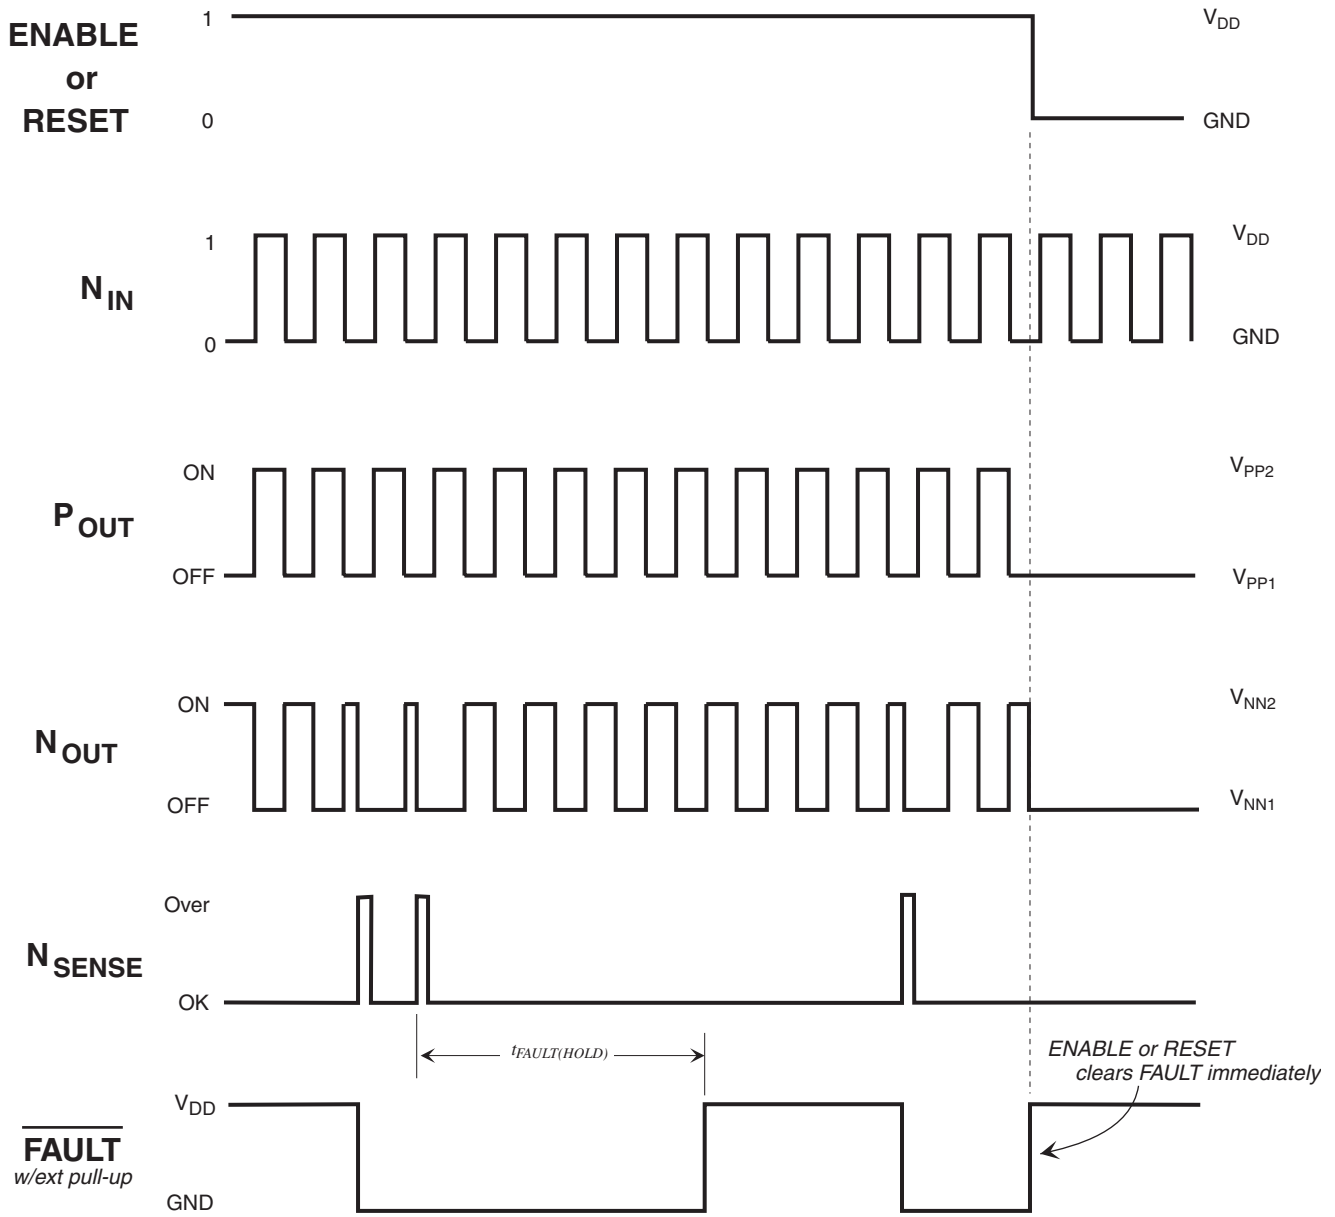 ENABLE
or
RESET
1
0
VDD
GND
NIN
1
0
VDD
GND
POUT
ON
OFF
VPP2
VPP1
NOUT
ON
OFF
VNN2
VNN1
NSENSE
Over
OK
tFAULT(HOLD)
ENABLE or RESET
clears FAULT immediately
FAULT
w/ext pull-up
VDD
GND